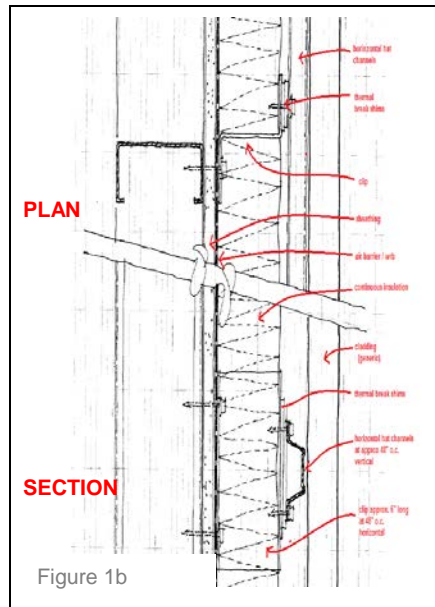 horizontal hat
channels
thermal
break shims
clip
PLAN
sheathing
air barrier / wrb
continuous insulation
cladding
(generic)
thermal break shims
horizontal hat channels
at approx 48" o.c.
vertical
SECTION
clip approx. 6" long
at 48" o.c.
horizontal
Figure 1b